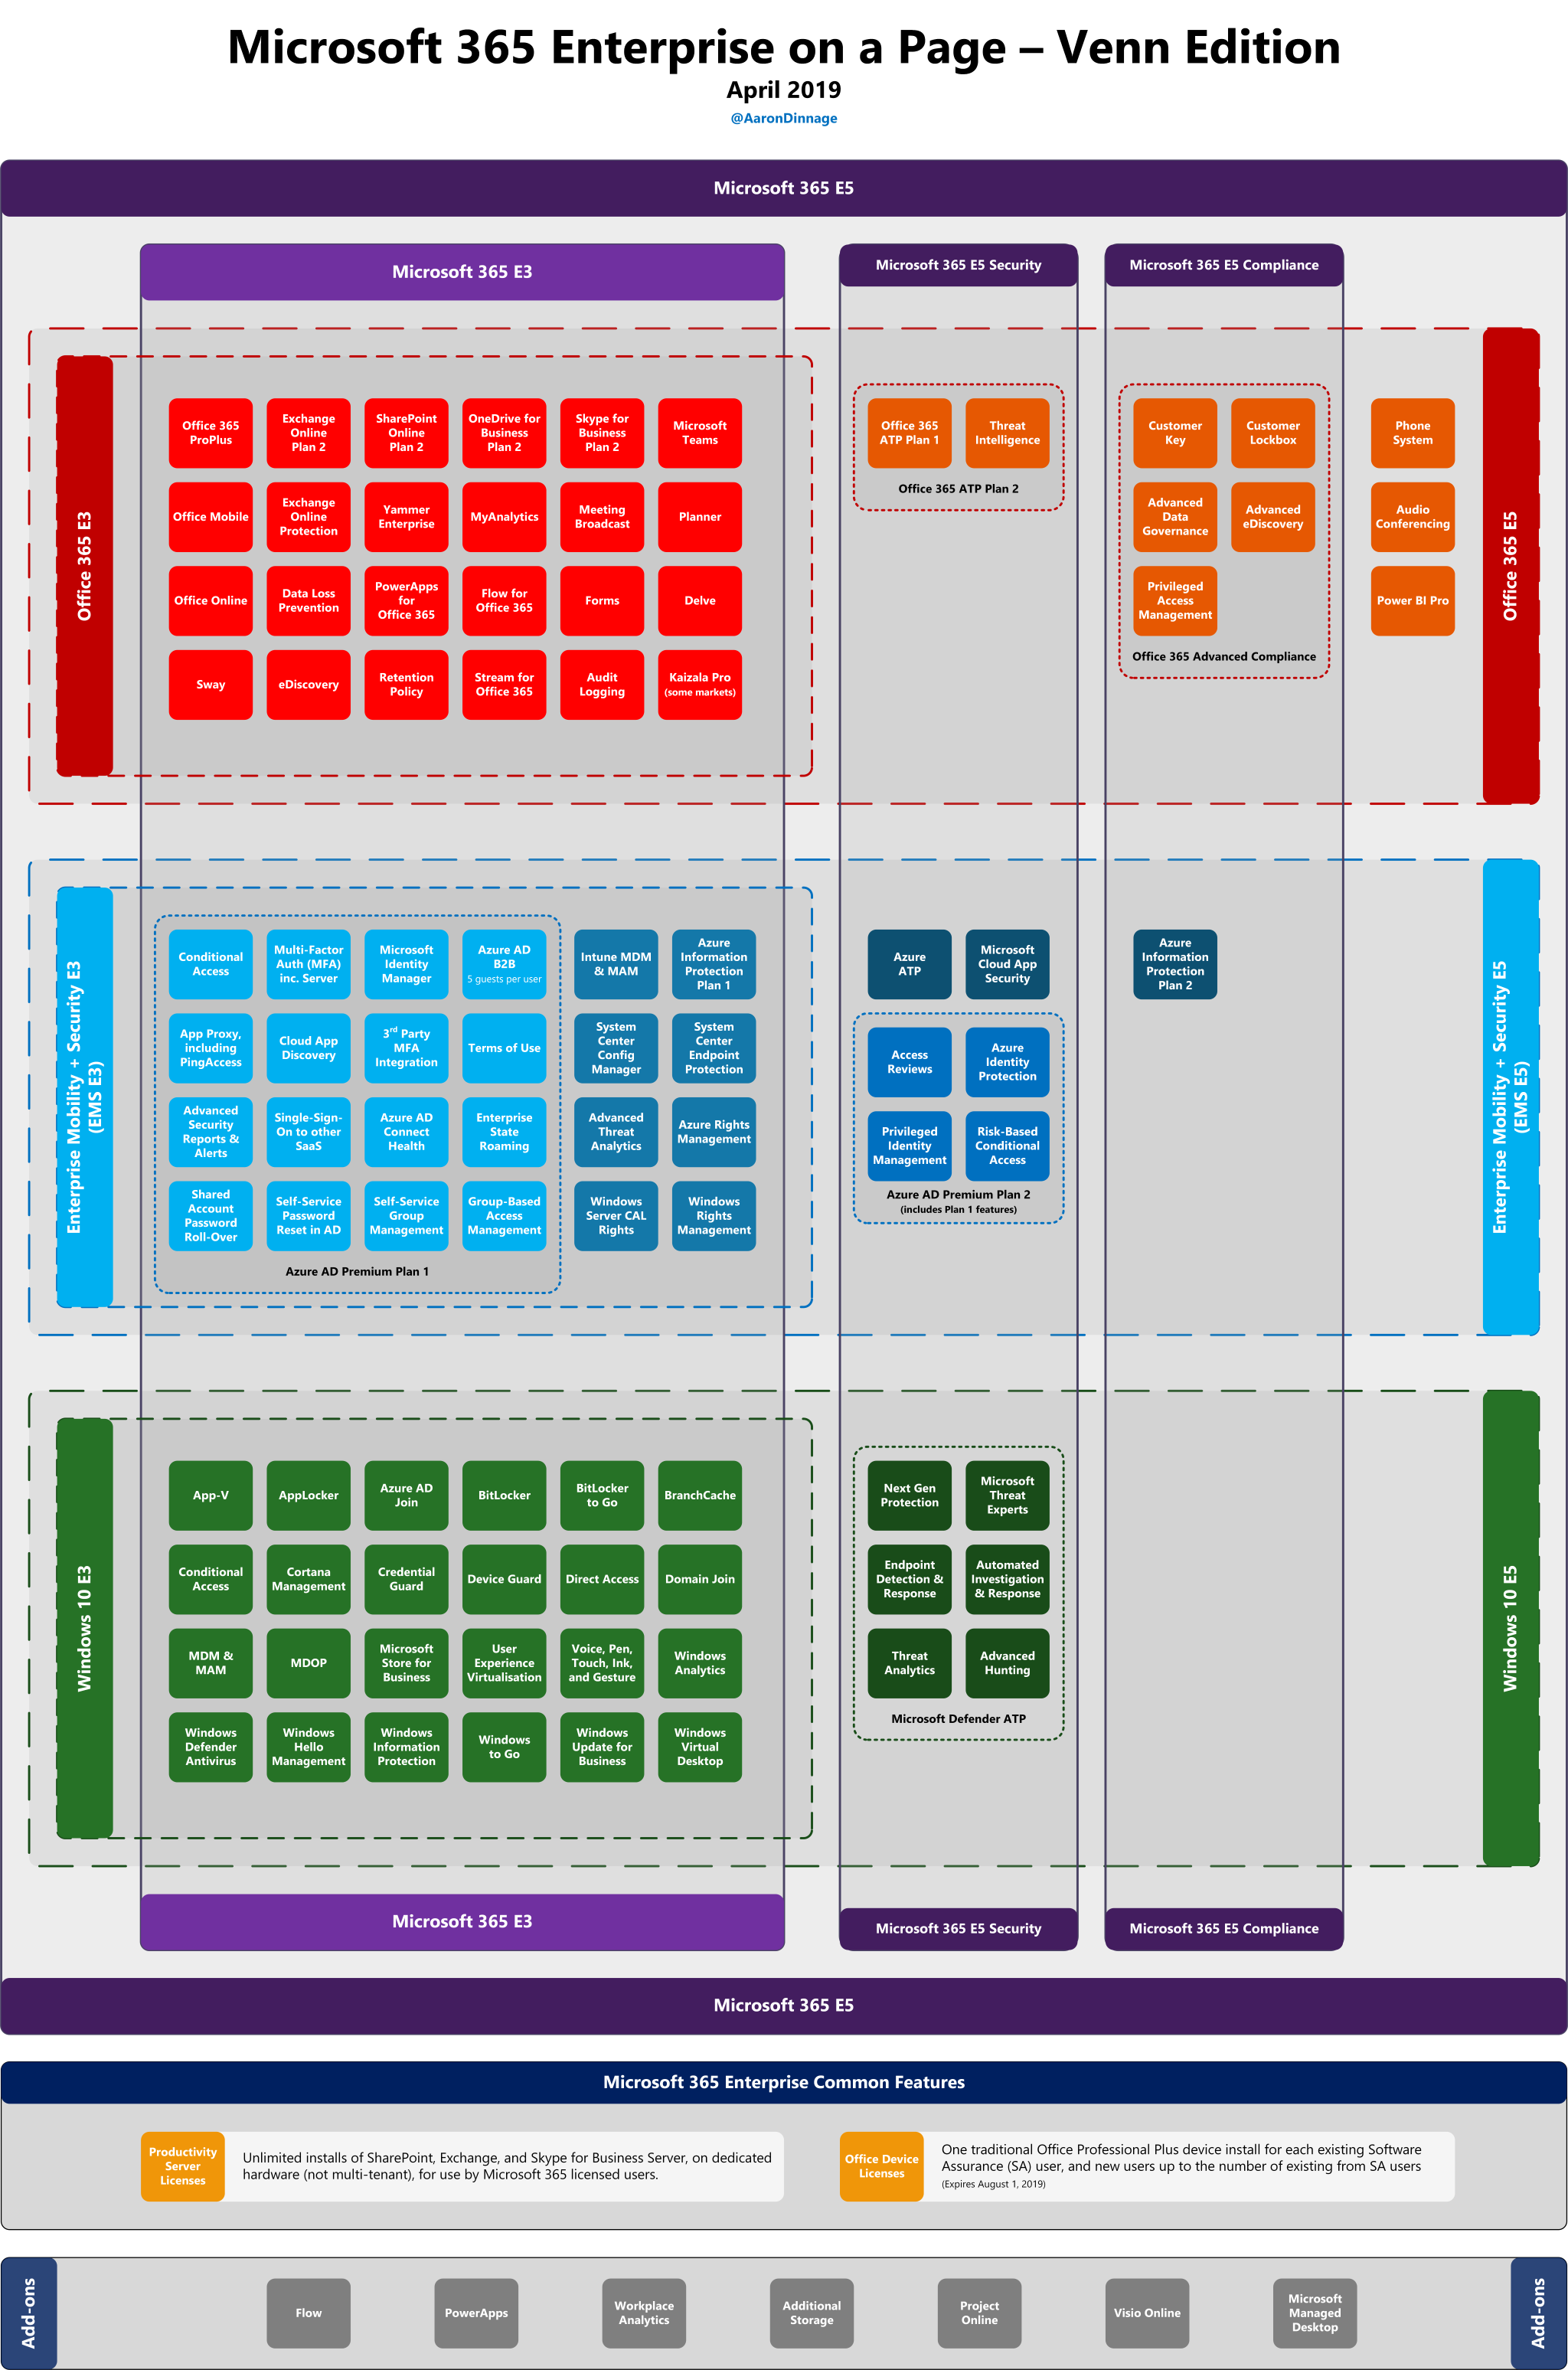 Microsoft 365 Enterprise on a Page – Venn Edition
April 2019
@AaronDinnage
Microsoft 365 E5
Microsoft 365 E3
Microsoft 365 E5 Security
Microsoft 365 E5 Compliance
Office 365 E3
Office 365
ProPlus
Exchange
Online
Plan 2
SharePoint
Online
Plan 2
OneDrive for
Business
Plan 2
Skype for
Business
Plan 2
Microsoft
Teams
Office Mobile
Exchange
Online
Protection
Yammer
Enterprise
MyAnalytics
Meeting
Broadcast
Planner
Office Online
Data Loss
Prevention
PowerApps
for
Office 365
Flow for
Office 365
Forms
Delve
Sway
eDiscovery
Retention
Policy
Stream for
Office 365
Audit
Logging
Kaizala Pro
(some markets)
Office 365
ATP Plan 1
Threat
Intelligence
Office 365 ATP Plan 2
Customer
Key
Customer
Lockbox
Advanced
Data
Governance
Advanced
eDiscovery
Privileged
Access
Management
Office 365 Advanced Compliance
Phone
System
Audio
Conferencing
Power BI Pro
Office 365 E5
Enterprise Mobility + Security E3
(EMS E3)
Conditional
Access
Multi-Factor
Auth (MFA)
inc. Server
Microsoft
Identity
Manager
Azure AD
B2B
5 guests per user
Intune MDM
& MAM
Azure
Information
Protection
Plan 1
App Proxy,
including
PingAccess
Cloud App
Discovery
3rd Party
MFA
Integration
Terms of Use
System
Center
Config
Manager
System
Center
Endpoint
Protection
Advanced
Security
Reports &
Alerts
Single-Sign-
On to other
SaaS
Azure AD
Connect
Health
Enterprise
State
Roaming
Advanced
Threat
Analytics
Azure Rights
Management
Shared
Account
Password
Roll-Over
Self-Service
Password
Reset in AD
Self-Service
Group
Management
Group-Based
Access
Management
Windows
Server CAL
Rights
Windows
Rights
Management
Azure AD Premium Plan 1
Azure
ATP
Microsoft
Cloud App
Security
Access
Reviews
Azure
Identity
Protection
Privileged
Identity
Management
Risk-Based
Conditional
Access
Azure AD Premium Plan 2
(includes Plan 1 features)
Azure
Information
Protection
Plan 2
Enterprise Mobility + Security E5
(EMS E5)
Windows 10 E3
App-V
AppLocker
Azure AD
Join
BitLocker
BitLocker
to Go
BranchCache
Conditional
Access
Cortana
Management
Credential
Guard
Device Guard
Direct Access
Domain Join
MDM &
MAM
MDOP
Microsoft
Store for
Business
User
Experience
Virtualisation
Voice, Pen,
Touch, Ink,
and Gesture
Windows
Analytics
Windows
Defender
Antivirus
Windows
Hello
Management
Windows
Information
Protection
Windows
to Go
Windows
Update for
Business
Windows
Virtual
Desktop
Next Gen
Protection
Microsoft
Threat
Experts
Endpoint
Detection &
Response
Automated
Investigation
& Response
Threat
Analytics
Advanced
Hunting
Microsoft Defender ATP
Windows 10 E5
Microsoft 365 E3
Microsoft 365 E5 Security
Microsoft 365 E5 Compliance
Microsoft 365 E5
Microsoft 365 Enterprise Common Features
Productivity
Server
Licenses
Unlimited installs of SharePoint, Exchange, and Skype for Business Server, on dedicated
hardware (not multi-tenant), for use by Microsoft 365 licensed users.
Office Device
Licenses
One traditional Office Professional Plus device install for each existing Software
Assurance (SA) user, and new users up to the number of existing from SA users
(Expires August 1, 2019)
Add-ons
Flow
PowerApps
Workplace
Analytics
Additional
Storage
Project
Online
Visio Online
Microsoft
Managed
Desktop
Add-ons